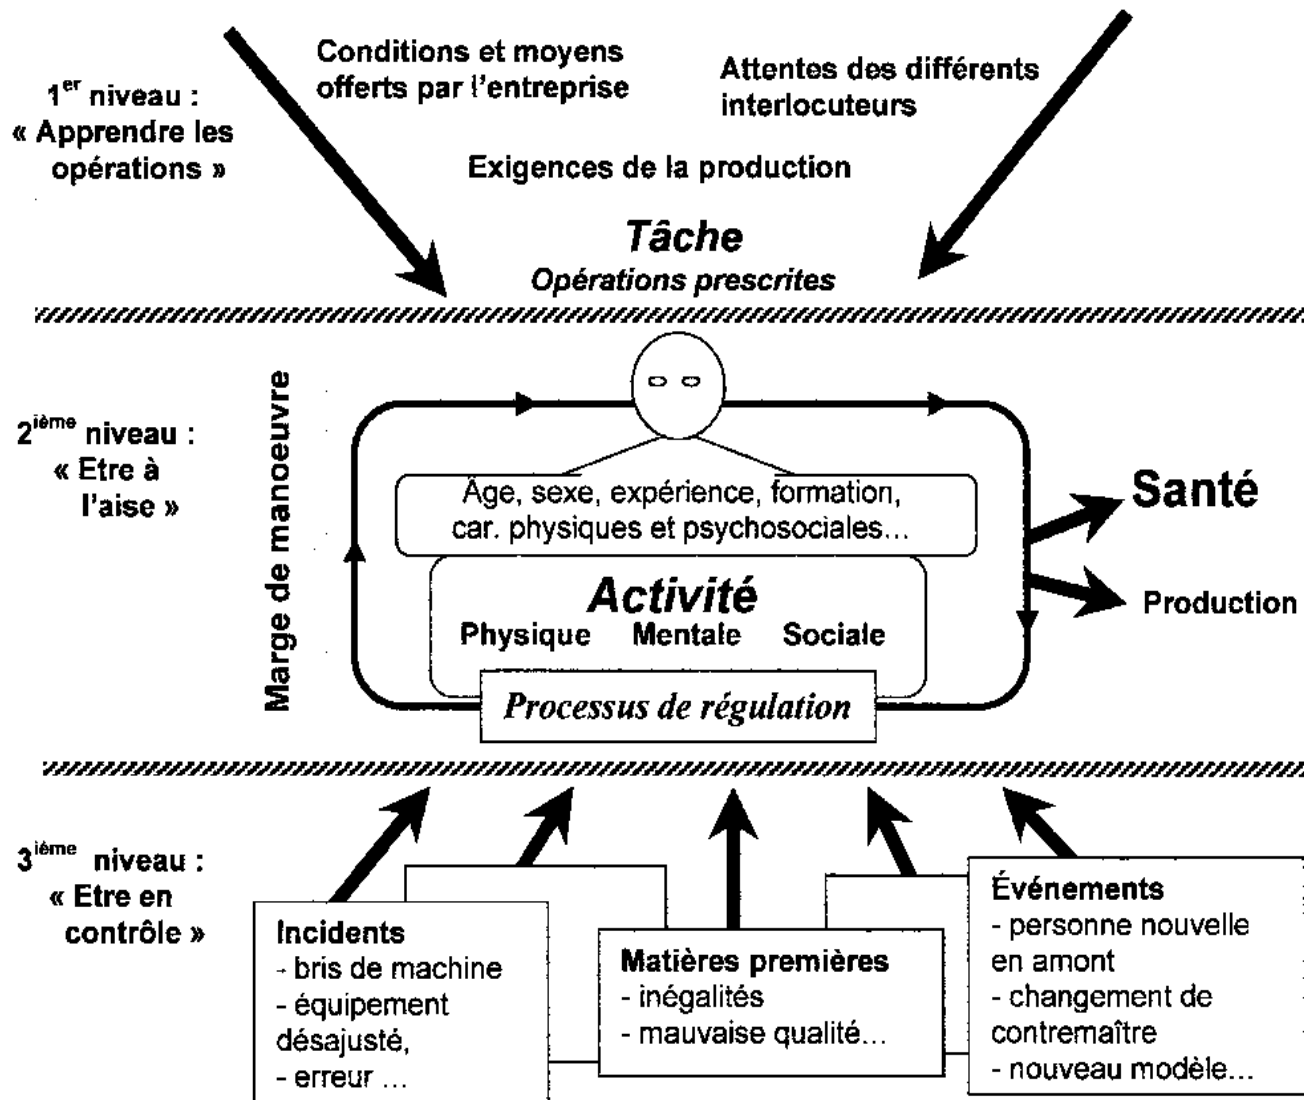 Conditions et moyens
offerts par l'entreprise
Attentes des différents
interlocuteurs
1er niveau :
« Apprendre les
opérations »
Exigences de la production
Tâche
Opérations prescrites
2ième niveau :
« Etre à
l'aise »
Marge de manoeuvre
Âge, sexe, expérience, formation,
car. physiques et psychosociales...
Activité
Physique Mentale Sociale
Processus de régulation
Santé
Production
3ième niveau :
« Etre en
contrôle »
Incidents
- bris de machine
- équipement
désajusté,
- erreur ...
Matières premières
- inégalités
- mauvaise qualité...
Événements
- personne nouvelle
en amont
- changement de
contremaître
- nouveau modèle...